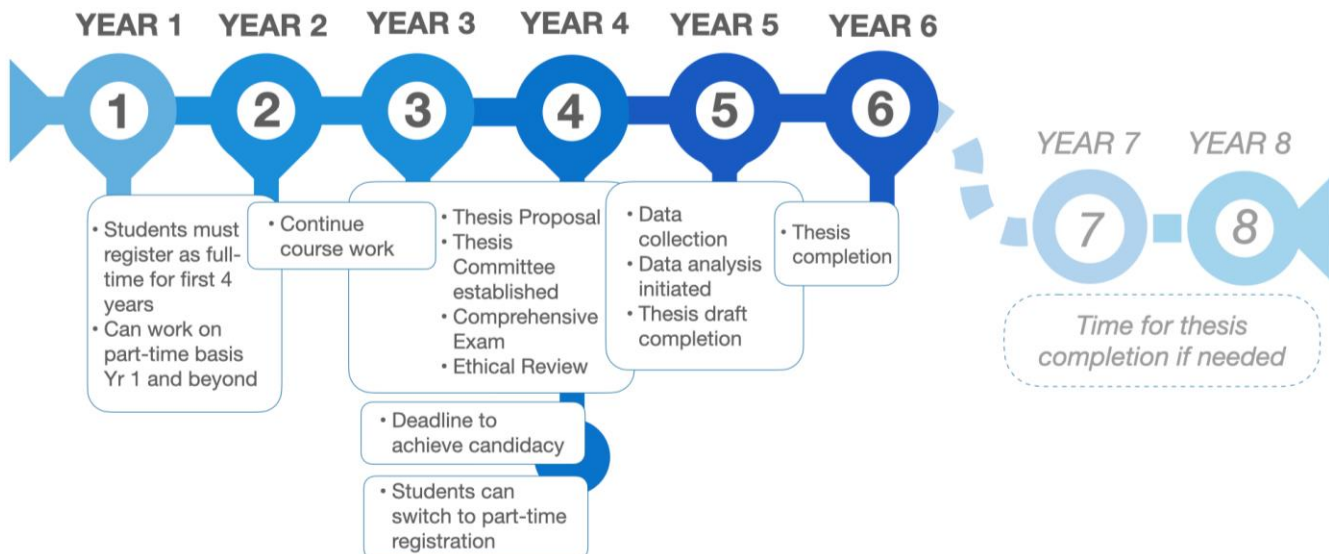 YEAR 1
YEAR 2
YEAR 3
YEAR 4
YEAR 5
YEAR 6
1
2
3
4
5
6
YEAR 7
YEAR 8
7
8
• Students must
register as full-
time for first 4
years
• Can work on
part-time basis
Yr 1 and beyond
• Continue
course work
• Thesis Proposal
• Thesis
Committee
established
• Comprehensive
Exam
• Ethical Review
• Deadline to
achieve candidacy
• Students can
switch to part-time
registration
• Data
collection
• Data analysis
initiated
• Thesis draft
completion
• Thesis
completion
Time for thesis
completion if needed